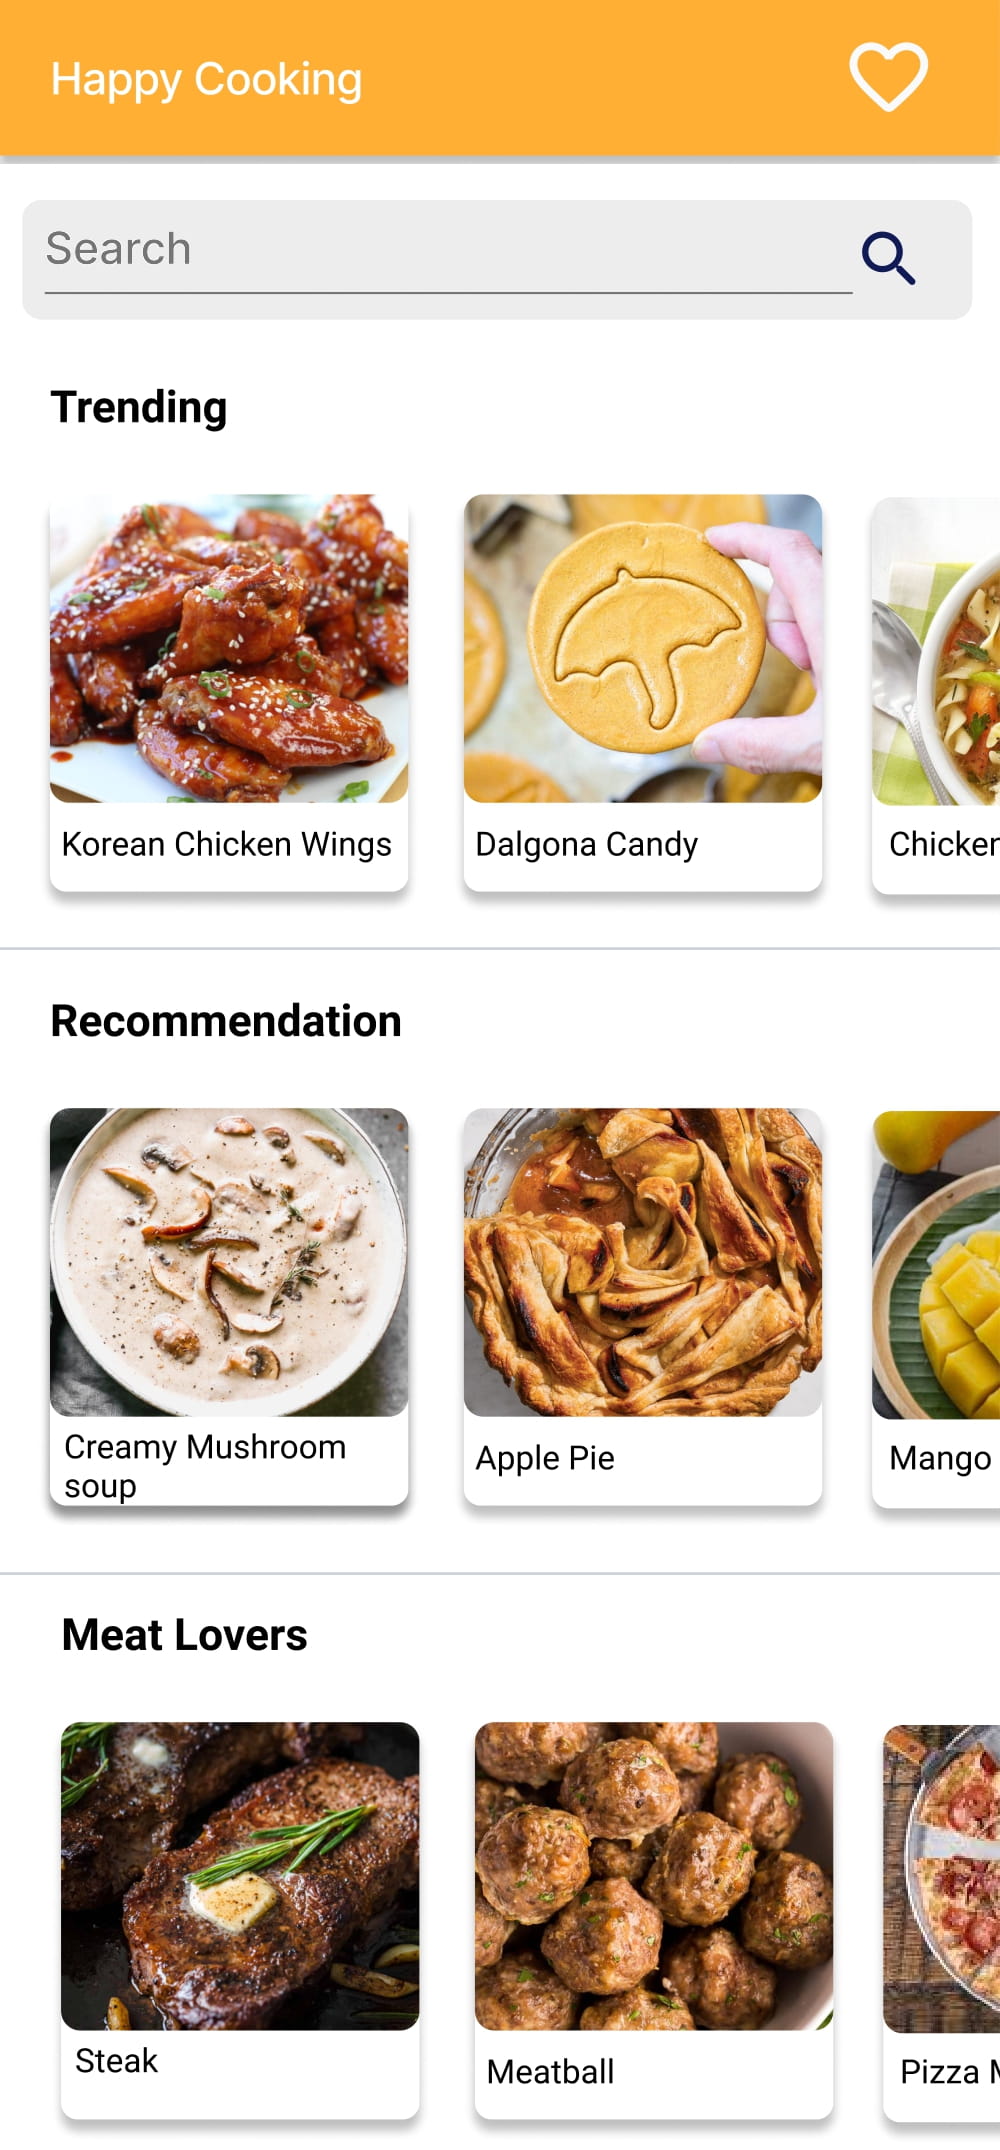 Happy Cooking
Search
Trending
Korean Chicken Wings
Dalgona Candy
Recommendation
Creamy Mushroom
soup
Apple Pie
Mango
Meat Lovers
Steak
Meatball
Pizza